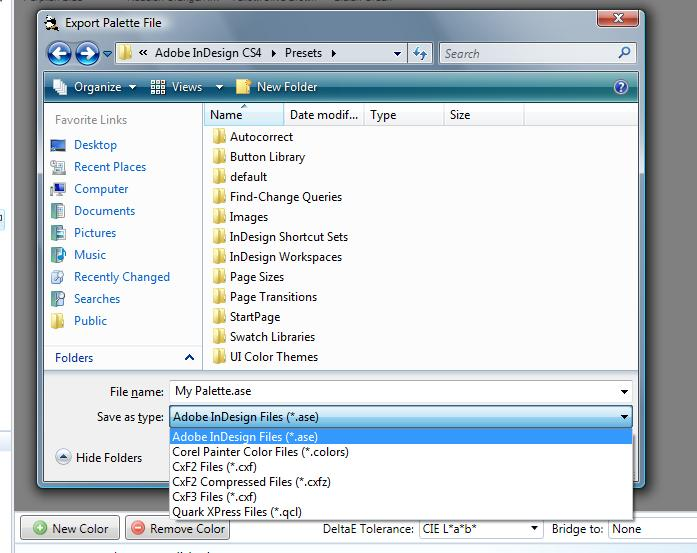 Export Palette File
« Adobe InDesign CS4 Presets Search
Organize Views New Folder ?
Favorite Links
Name Date modif... Type Size
Desktop
Recent Places
Computer
Documents
Pictures
Music
Recently Changed
Searches
Public
Folders
Autocorrect
Button Library
default
Find-Change Queries
Images
InDesign Shortcut Sets
InDesign Workspaces
Page Sizes
Page Transitions
StartPage
Swatch Libraries
UI Color Themes
File name: My Palette.ase
Save as type: Adobe InDesign Files (*.ase)
Adobe InDesign Files (*.ase)
Corel Painter Color Files (*.colors)
CxF2 Files (*.cxf)
CxF2 Compressed Files (*.cxfz)
CxF3 Files (*.cxf)
Quark XPress Files (*.qcl)
Hide Folders
New Color Remove Color DeltaE Tolerance: CIE L*a*b* Bridge to: None